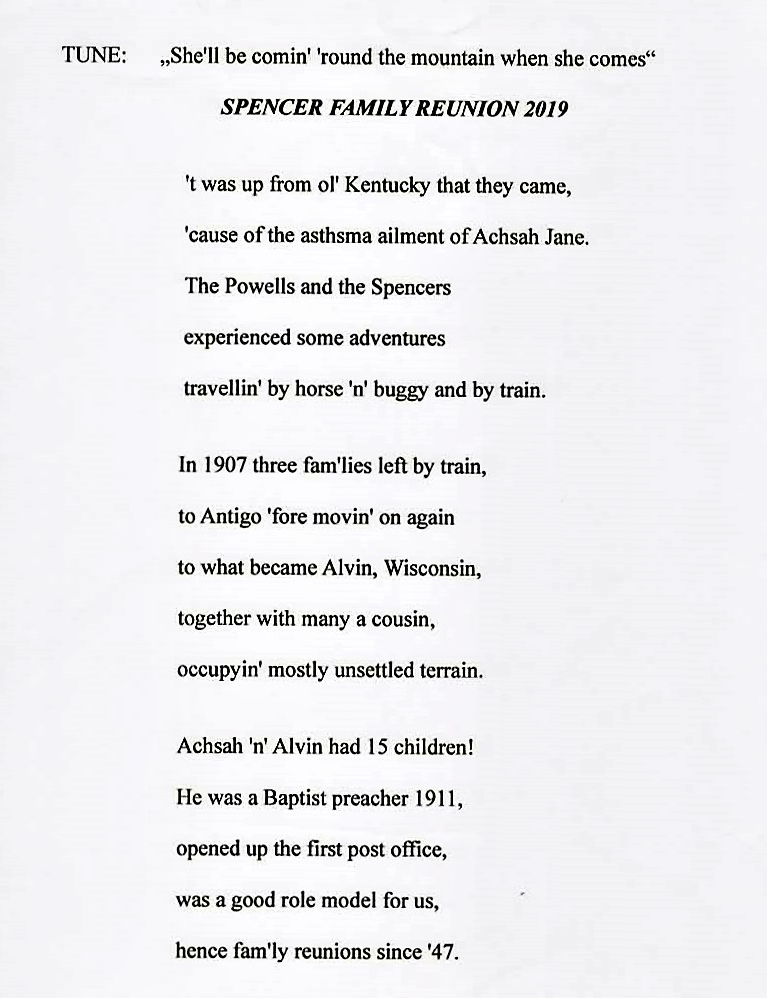 TUNE: „She'll be comin' 'round the mountain when she comes“
SPENCER FAMILY REUNION 2019
't was up from ol' Kentucky that they came,
'cause of the asthsma ailment of Achsah Jane.
The Powells and the Spencers
experienced some adventures
travellin' by horse 'n' buggy and by train.
In 1907 three fam'lies left by train,
to Antigo 'fore movin' on again
to what became Alvin, Wisconsin,
together with many a cousin,
occupyin' mostly unsettled terrain.
Achsah 'n' Alvin had 15 children!
He was a Baptist preacher 1911,
opened up the first post office,
was a good role model for us,
hence fam'ly reunions since '47.